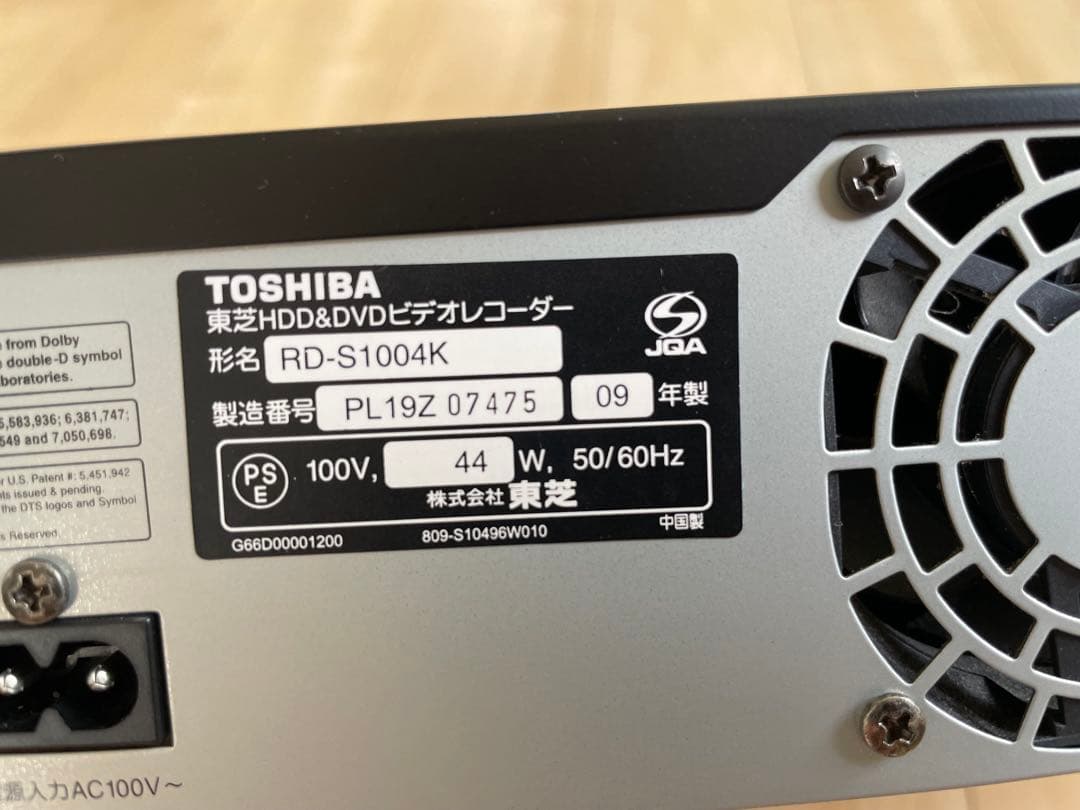 TOSHIBA
東芝HDD&DVDビデオレコーダー
JQA
形名 RD-S1004K
製造番号 PL19Z 07475 09 年製
PS E 100V, 44 W, 50/60Hz
株式会社 東芝
中国製
G66D00001200 809-S10496W010
from Dolby
double-D symbol
boratories.
5,583,936; 6,381,747;
549 and 7,050,698.
U.S. Patent #: 5,451,942
issued & pending.
the DTS logos and Symbol
Reserved.
源入力AC100V～